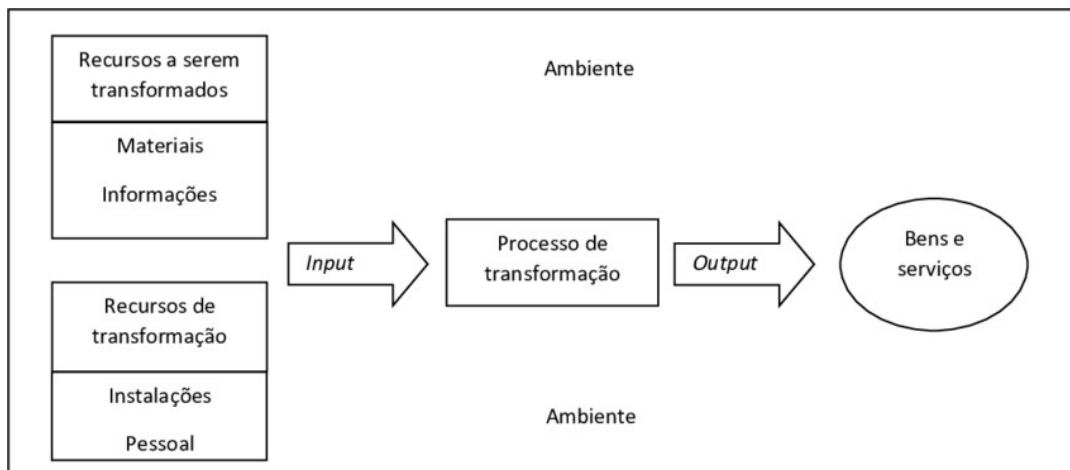 Recursos a serem
transformados
Materiais
Informações
Recursos de
transformação
Instalações
Pessoal
Ambiente
Input
Processo de
transformação
Output
Bens e
serviços
Ambiente